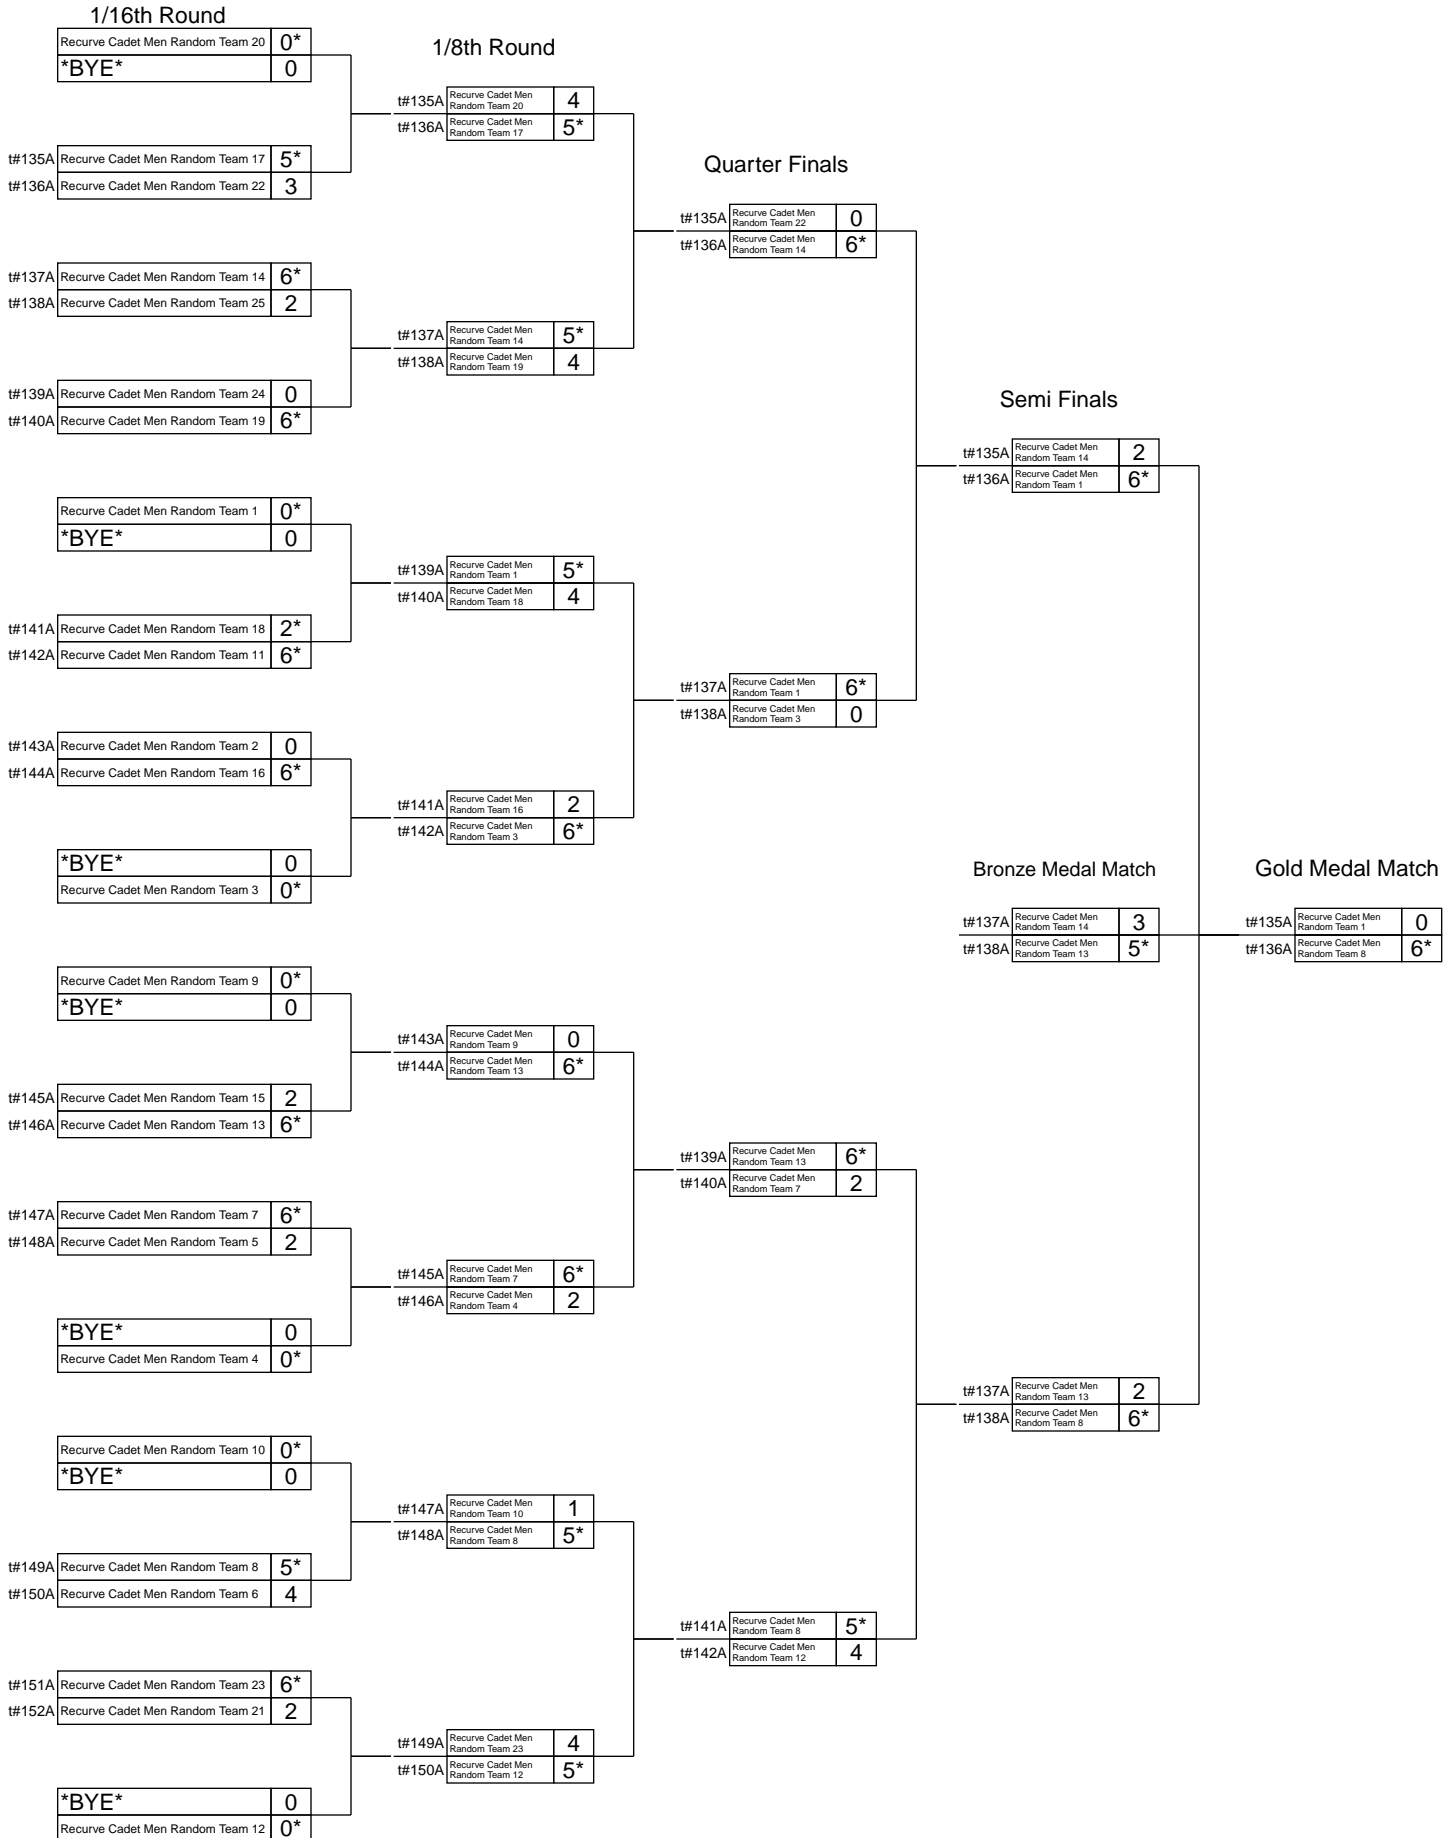 1/16th Round
Recurve Cadet Men Random Team 20 0*
*BYE* 0
t#135A Recurve Cadet Men Random Team 17 5*
t#136A Recurve Cadet Men Random Team 22 3
t#137A Recurve Cadet Men Random Team 14 6*
t#138A Recurve Cadet Men Random Team 25 2
t#139A Recurve Cadet Men Random Team 24 0
t#140A Recurve Cadet Men Random Team 19 6*
Recurve Cadet Men Random Team 1 0*
*BYE* 0
t#141A Recurve Cadet Men Random Team 18 2*
t#142A Recurve Cadet Men Random Team 11 6*
t#143A Recurve Cadet Men Random Team 2 0
t#144A Recurve Cadet Men Random Team 16 6*
*BYE* 0
Recurve Cadet Men Random Team 3 0*
Recurve Cadet Men Random Team 9 0*
*BYE* 0
t#145A Recurve Cadet Men Random Team 15 2
t#146A Recurve Cadet Men Random Team 13 6*
t#147A Recurve Cadet Men Random Team 7 6*
t#148A Recurve Cadet Men Random Team 5 2
*BYE* 0
Recurve Cadet Men Random Team 4 0*
Recurve Cadet Men Random Team 10 0*
*BYE* 0
t#149A Recurve Cadet Men Random Team 8 5*
t#150A Recurve Cadet Men Random Team 6 4
t#151A Recurve Cadet Men Random Team 23 6*
t#152A Recurve Cadet Men Random Team 21 2
*BYE* 0
Recurve Cadet Men Random Team 12 0*
1/8th Round
t#135A Recurve Cadet Men
Random Team 20 4
t#136A Recurve Cadet Men
Random Team 17 5*
t#137A Recurve Cadet Men
Random Team 14 5*
t#138A Recurve Cadet Men
Random Team 19 4
t#139A Recurve Cadet Men
Random Team 1 5*
t#140A Recurve Cadet Men
Random Team 18 4
t#141A Recurve Cadet Men
Random Team 16 2
t#142A Recurve Cadet Men
Random Team 3 6*
t#143A Recurve Cadet Men
Random Team 9 0
t#144A Recurve Cadet Men
Random Team 13 6*
t#145A Recurve Cadet Men
Random Team 7 6*
t#146A Recurve Cadet Men
Random Team 4 2
t#147A Recurve Cadet Men
Random Team 10 1
t#148A Recurve Cadet Men
Random Team 8 5*
t#149A Recurve Cadet Men
Random Team 23 4
t#150A Recurve Cadet Men
Random Team 12 5*
Quarter Finals
t#135A Recurve Cadet Men
Random Team 22 0
t#136A Recurve Cadet Men
Random Team 14 6*
t#137A Recurve Cadet Men
Random Team 1 6*
t#138A Recurve Cadet Men
Random Team 3 0
t#139A Recurve Cadet Men
Random Team 13 6*
t#140A Recurve Cadet Men
Random Team 7 2
t#141A Recurve Cadet Men
Random Team 8 5*
t#142A Recurve Cadet Men
Random Team 12 4
Semi Finals
t#135A Recurve Cadet Men
Random Team 14 2
t#136A Recurve Cadet Men
Random Team 1 6*
t#137A Recurve Cadet Men
Random Team 13 2
t#138A Recurve Cadet Men
Random Team 8 6*
Bronze Medal Match
t#137A Recurve Cadet Men
Random Team 14 3
t#138A Recurve Cadet Men
Random Team 13 5*
Gold Medal Match
t#135A Recurve Cadet Men
Random Team 1 0
t#136A Recurve Cadet Men
Random Team 8 6*